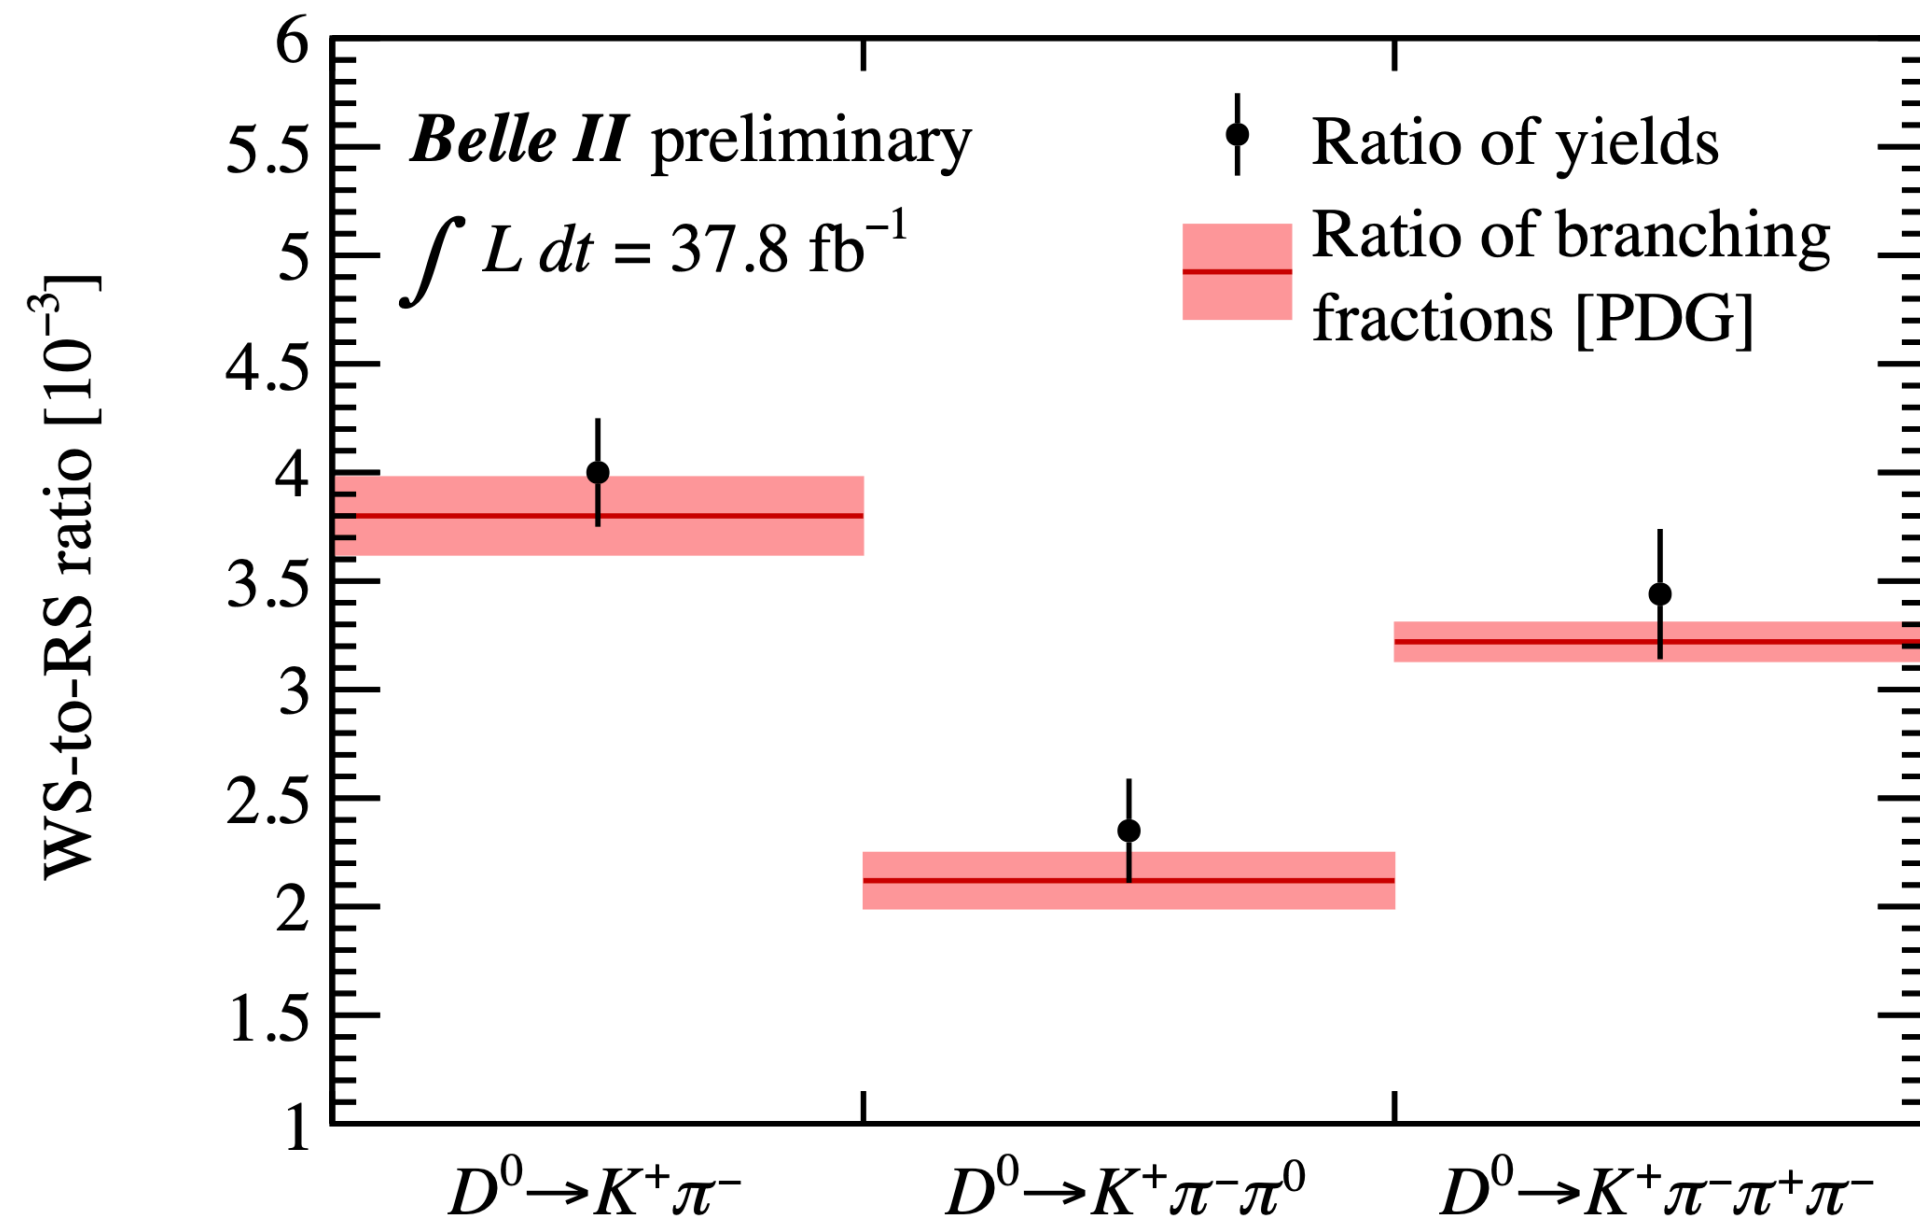 WS-to-RS ratio [10⁻³]
6
5.5
5
4.5
4
3.5
3
2.5
2
1.5
1
Belle II preliminary
∫ L dt = 37.8 fb⁻¹
Ratio of yields
Ratio of branching
fractions [PDG]
D⁰→K⁺π⁻
D⁰→K⁺π⁻π⁰
D⁰→K⁺π⁻π⁺π⁻